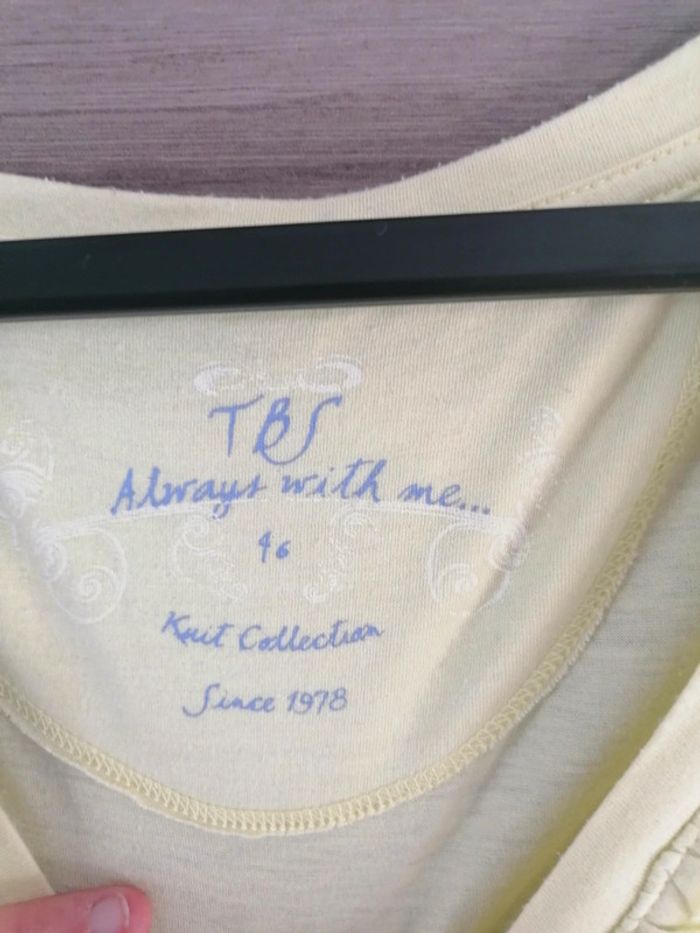 TBS
Always with me...
46
Knit Collection
Since 1978